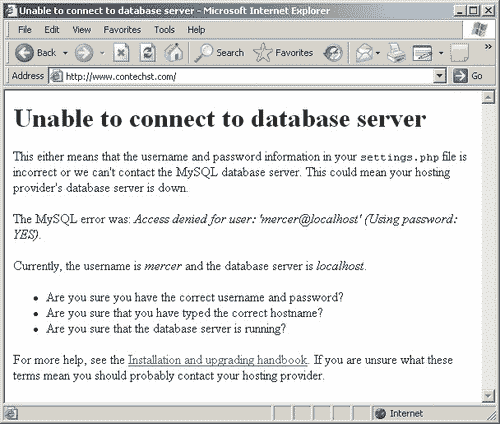 Unable to connect to database server - Microsoft Internet Explorer
File Edit View Favorites Tools Help
Back Search Favorites
Address http://www.contechst.com/ Go
Unable to connect to database server
This either means that the username and password information in your settings.php file is
incorrect or we can't contact the MySQL database server. This could mean your hosting
provider's database server is down.
The MySQL error was: Access denied for user: 'mercer@localhost' (Using password:
YES).
Currently, the username is mercer and the database server is localhost.
• Are you sure you have the correct username and password?
• Are you sure that you have typed the correct hostname?
• Are you sure that the database server is running?
For more help, see the Installation and upgrading handbook. If you are unsure what these
terms mean you should probably contact your hosting provider.
Internet